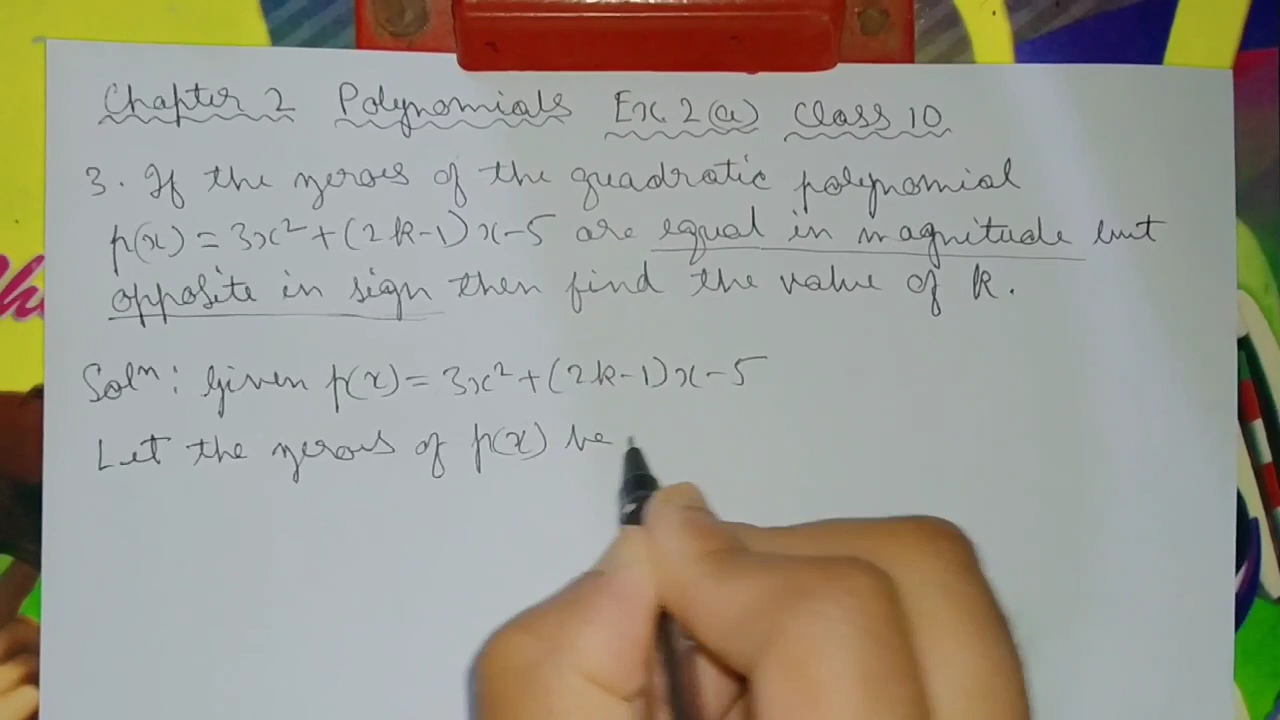 Chapter 2 Polynomials Ex. 2(a) Class 10
3. If the zeroes of the quadratic polynomial
p(x) = 3x² + (2k-1)x - 5 are equal in magnitude but
opposite in sign then find the value of k.
Solⁿ: Given p(x) = 3x² + (2k-1)x - 5
Let the zeroes of p(x) be